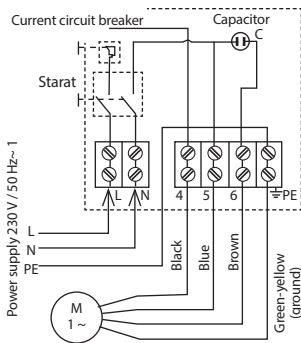 Current circuit breaker
Capacitor
C
Starat
L N 4 5 6 PE
Power supply 230 V / 50 Hz~ 1
L
N
PE
Black
Blue
Brown
Green-yellow
(ground)
M
1 ~